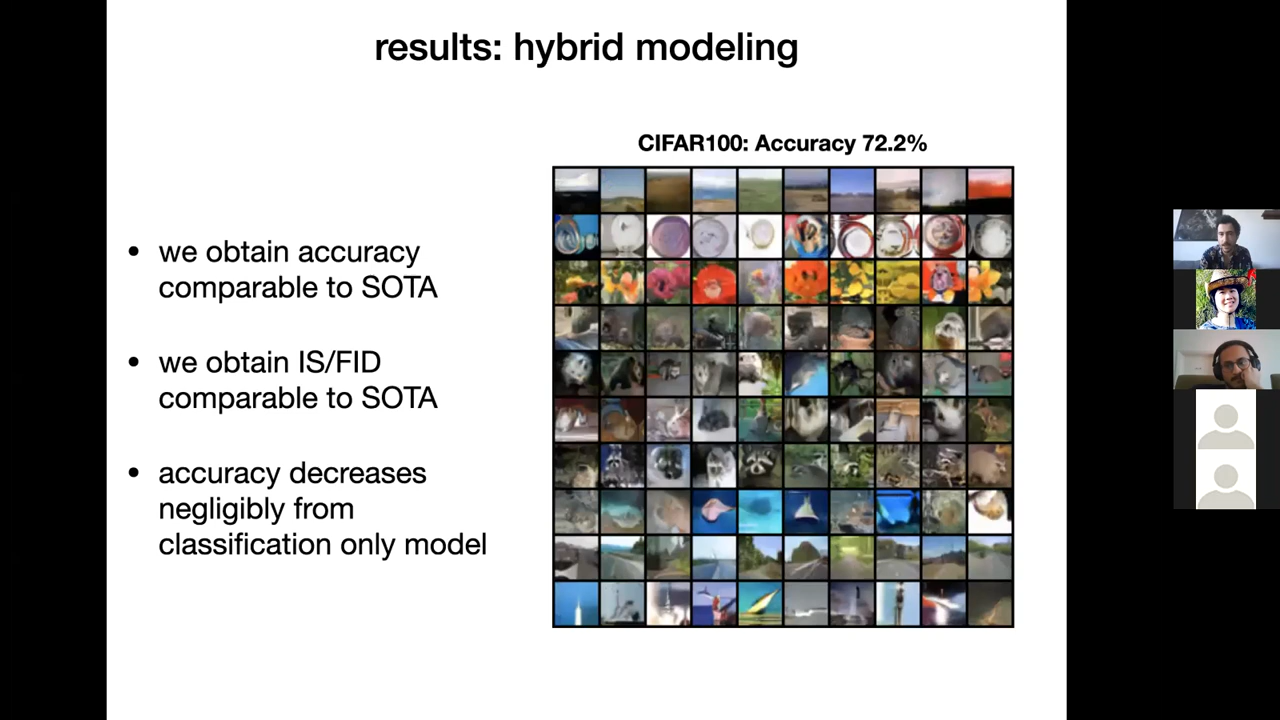 results: hybrid modeling
CIFAR100: Accuracy 72.2%
• we obtain accuracy
comparable to SOTA
• we obtain IS/FID
comparable to SOTA
• accuracy decreases
negligibly from
classification only model